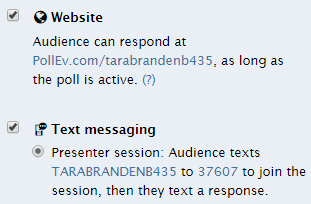 Website
Audience can respond at
PollEv.com/tarabrandenb435, as long as
the poll is active. (?)
Text messaging
Presenter session: Audience texts
TARABRANDENB435 to 37607 to join the
session, then they text a response.